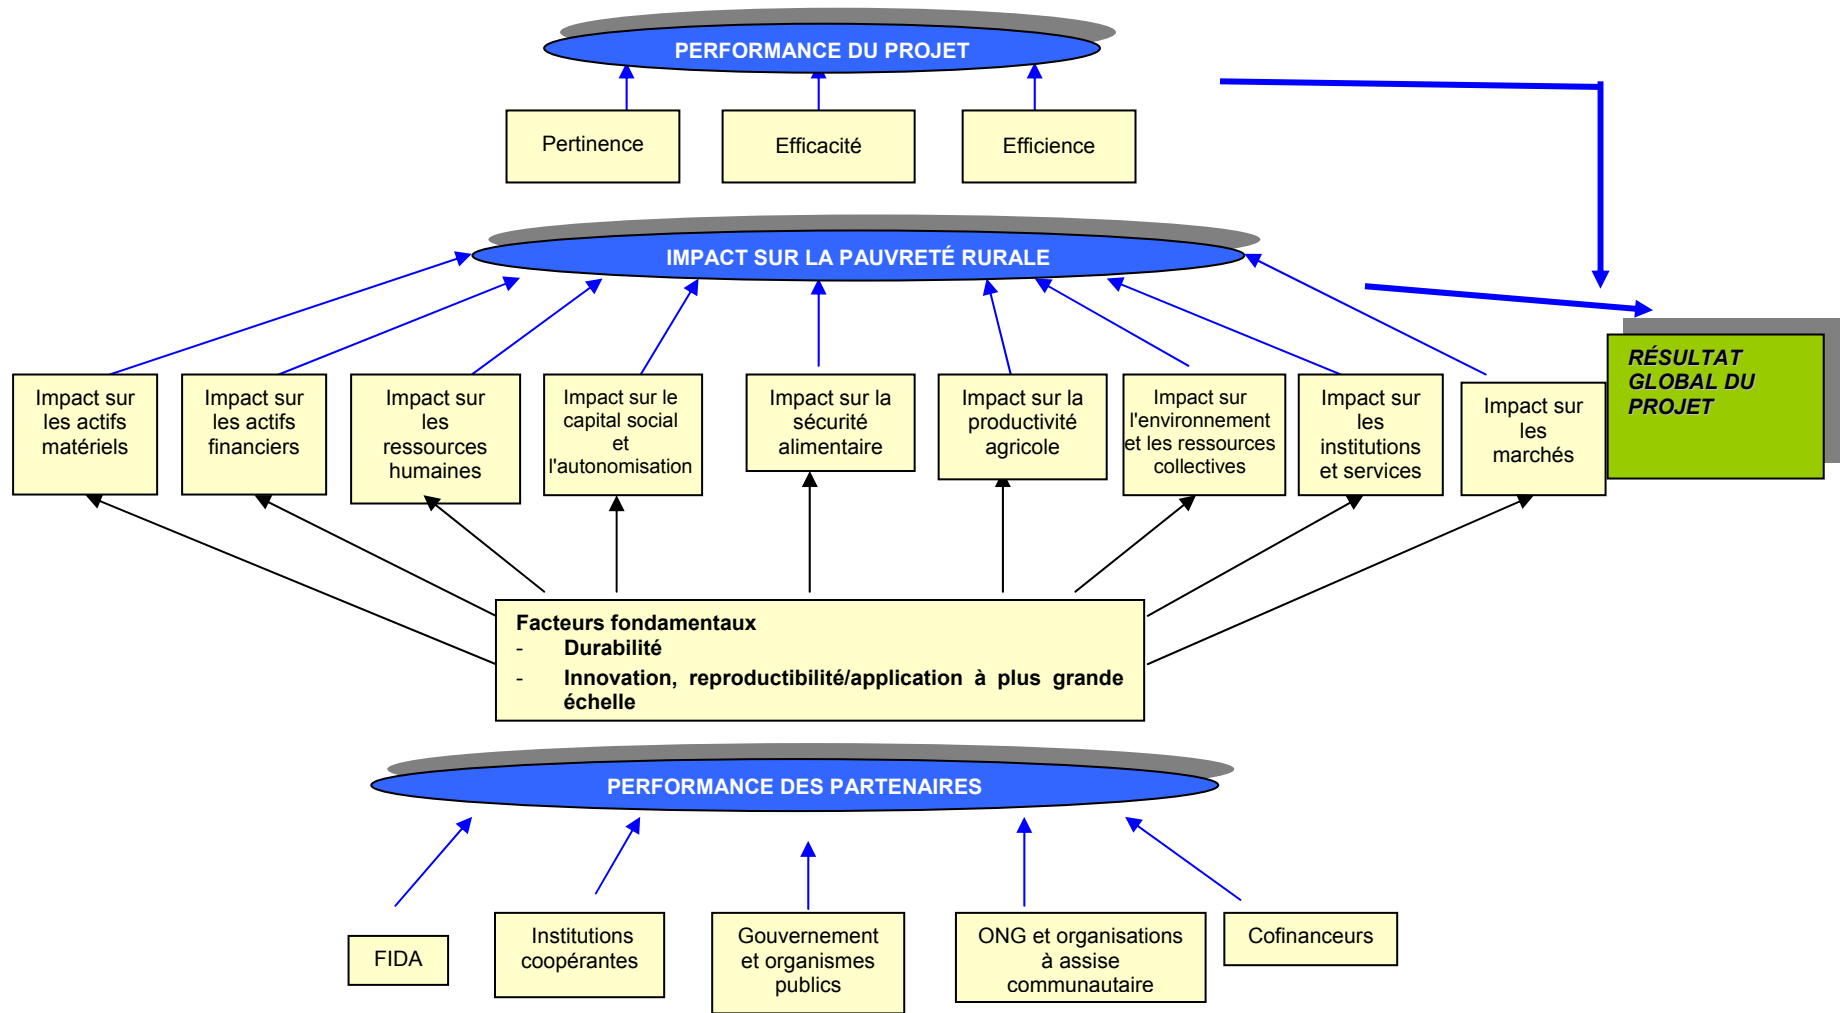 PERFORMANCE DU PROJET
Pertinence
Efficacité
Efficience
IMPACT SUR LA PAUVRETÉ RURALE
Impact sur
les actifs
matériels
Impact sur
les actifs
financiers
Impact sur
les
ressources
humaines
Impact sur le
capital social
et
l'autonomisation
Impact sur la
sécurité
alimentaire
Impact sur la
productivité
agricole
Impact sur
l'environnement
et les ressources
collectives
Impact sur
les
institutions
et services
Impact sur
les
marchés
RÉSULTAT
GLOBAL DU
PROJET
Facteurs fondamentaux
- Durabilité
- Innovation, reproductibilité/application à plus grande
échelle
PERFORMANCE DES PARTENAIRES
FIDA
Institutions
coopérantes
Gouvernement
et organismes
publics
ONG et organisations
à assise
communautaire
Cofinanceurs